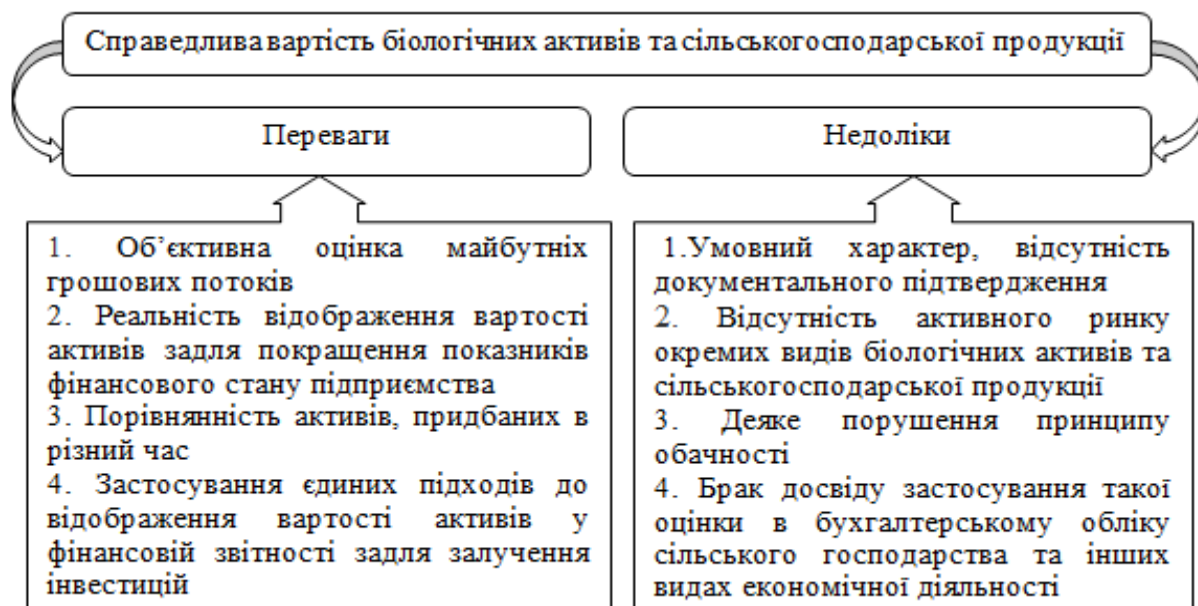 Справедлива вартість біологічних активів та сільськогосподарської продукції
Переваги
Недоліки
1. Об’єктивна оцінка майбутніх
грошових потоків
2. Реальність відображення вартості
активів задля покращення показників
фінансового стану підприємства
3. Порівнянність активів, придбаних в
різний час
4. Застосування єдиних підходів до
відображення вартості активів у
фінансовій звітності задля залучення
інвестицій
1.Умовний характер, відсутність
документального підтвердження
2. Відсутність активного ринку
окремих видів біологічних активів та
сільськогосподарської продукції
3. Деяке порушення принципу
обачності
4. Брак досвіду застосування такої
оцінки в бухгалтерському обліку
сільського господарства та інших
видах економічної діяльності